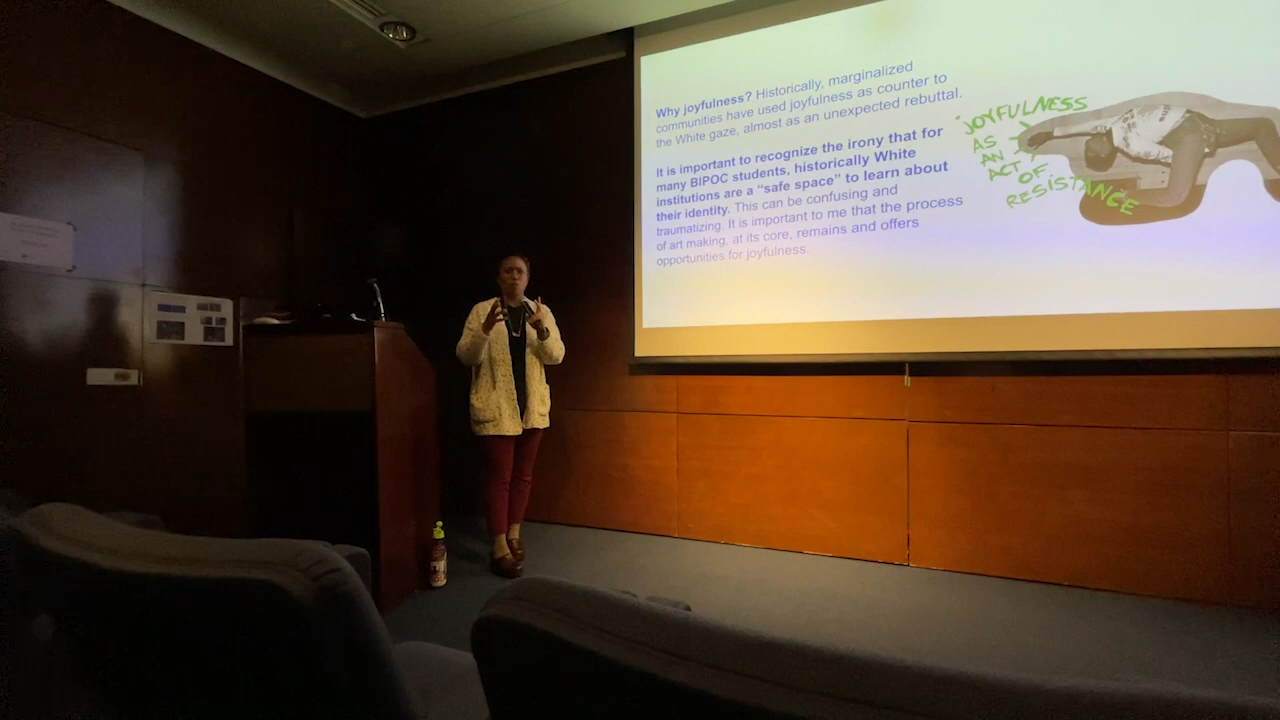 Why joyfulness? Historically, marginalized
communities have used joyfulness as counter to
the White gaze, almost as an unexpected rebuttal.
It is important to recognize the irony that for
many BIPOC students, historically White
institutions are a “safe space” to learn about
their identity. This can be confusing and
traumatizing. It is important to me that the process
of art making, at its core, remains and offers
opportunities for joyfulness.
JOYFULNESS
AS
AN
ACT
OF
RESISTANCE